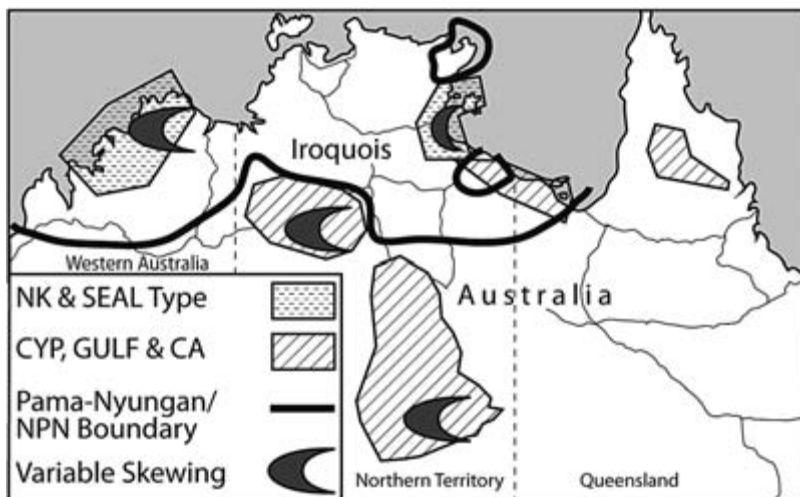 Iroquois
Western Australia
Australia
NK & SEAL Type
CYP, GULF & CA
Pama-Nyungan/
NPN Boundary
Variable Skewing
Northern Territory
Queensland